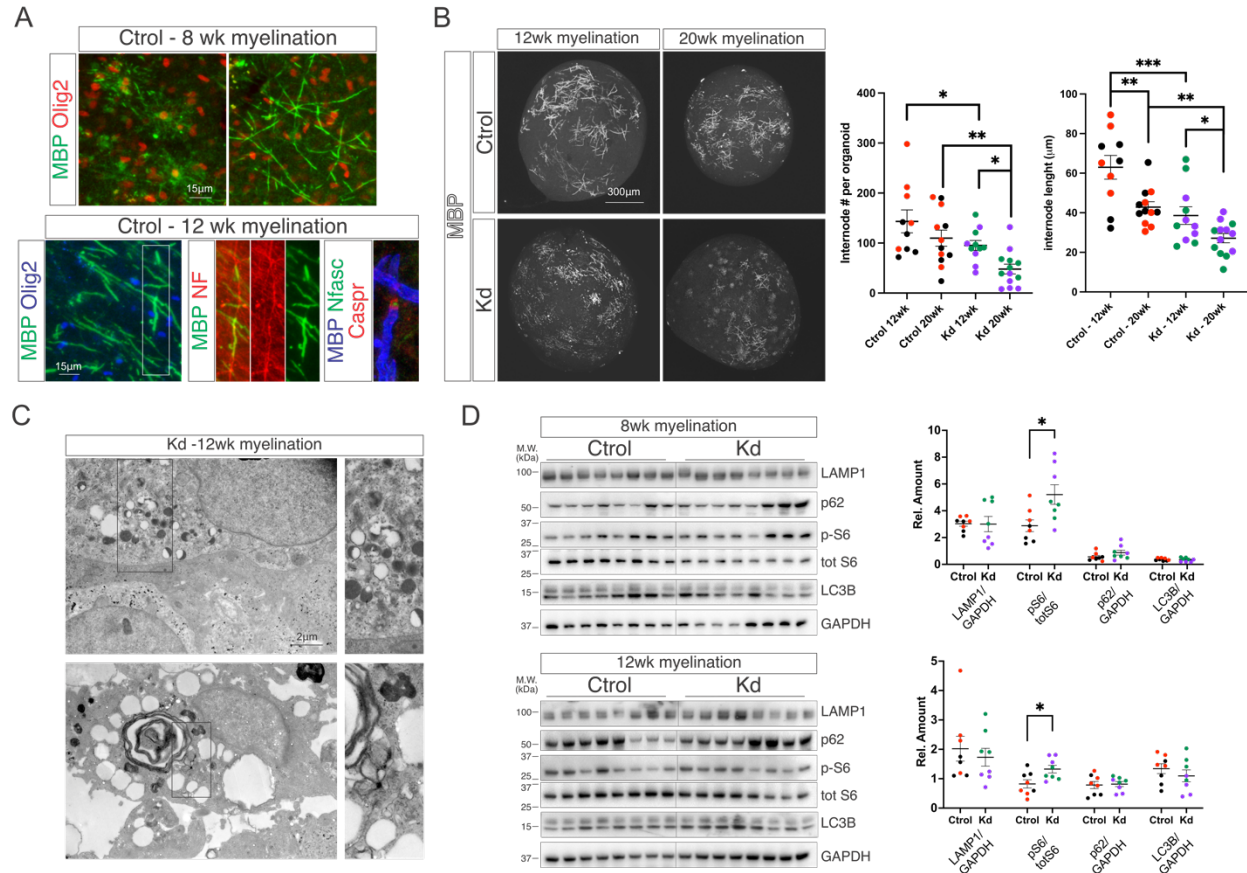 A
Ctrol - 8 wk myelination
MBP Olig2
15µm
Ctrol - 12 wk myelination
MBP Olig2
15µm
MBP NF
MBP Nfasc
Caspr
B
12wk myelination
20wk myelination
MBP
Ctrol
Kd
300µm
Internode # per organoid
400
300
200
100
0
*
**
*
Ctrol 12wk
Ctrol 20wk
Kd 12wk
Kd 20wk
internode lenght (µm)
100
80
60
40
20
0
***
**
**
*
Ctrol - 12wk
Ctrol - 20wk
Kd - 12wk
Kd - 20wk
C
Kd -12wk myelination
2µm
D
8wk myelination
M.W.
(kDa)
Ctrol
Kd
100
LAMP1
50
p62
37
25
p-S6
tot S6
15
LC3B
37
GAPDH
Rel. Amount
10
8
6
4
2
0
*
Ctrol Kd
Ctrol Kd
Ctrol Kd
Ctrol Kd
LAMP1/
GAPDH
pS6/
totS6
p62/
GAPDH
LC3B/
GAPDH
12wk myelination
M.W.
(kDa)
Ctrol
Kd
100
LAMP1
50
p62
37
25
p-S6
tot S6
15
LC3B
37
GAPDH
Rel. Amount
5
4
3
2
1
0
*
Ctrol Kd
Ctrol Kd
Ctrol Kd
Ctrol Kd
LAMP1/
GAPDH
pS6/
totS6
p62/
GAPDH
LC3B/
GAPDH